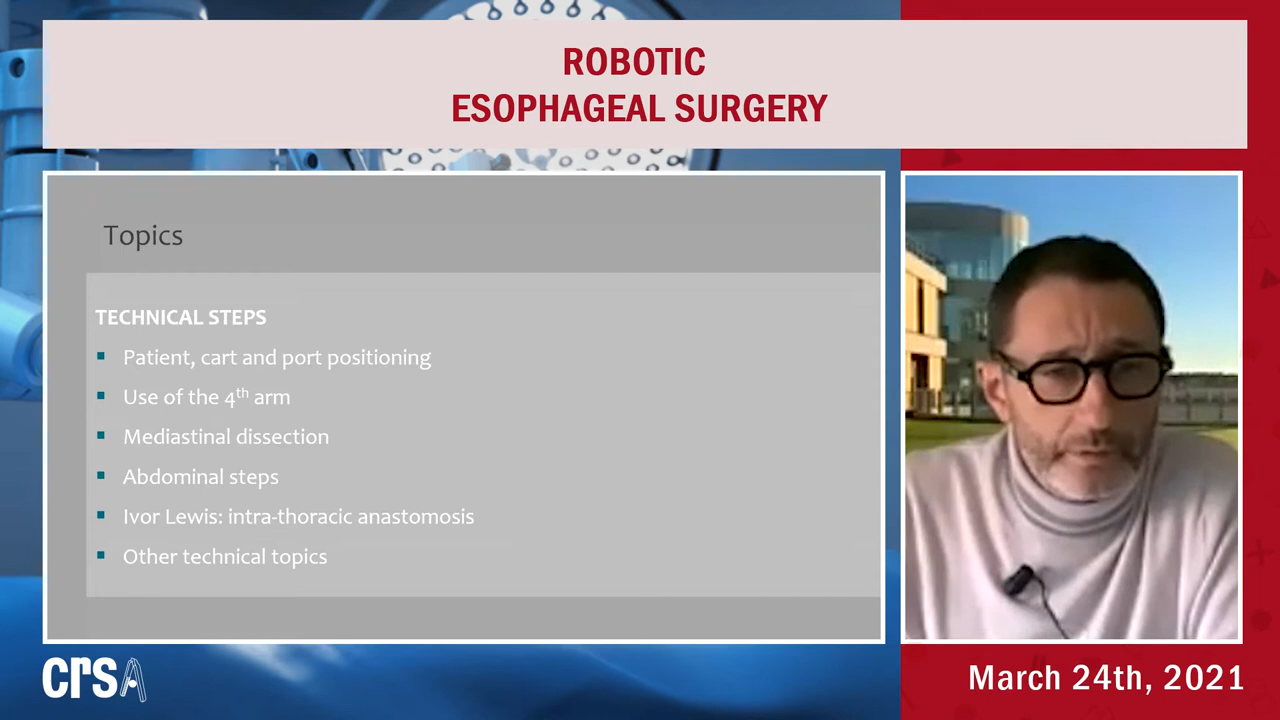 ROBOTIC
ESOPHAGEAL SURGERY
Topics
TECHNICAL STEPS
Patient, cart and port positioning
Use of the 4th arm
Mediastinal dissection
Abdominal steps
Ivor Lewis: intra-thoracic anastomosis
Other technical topics
crsA
March 24th, 2021